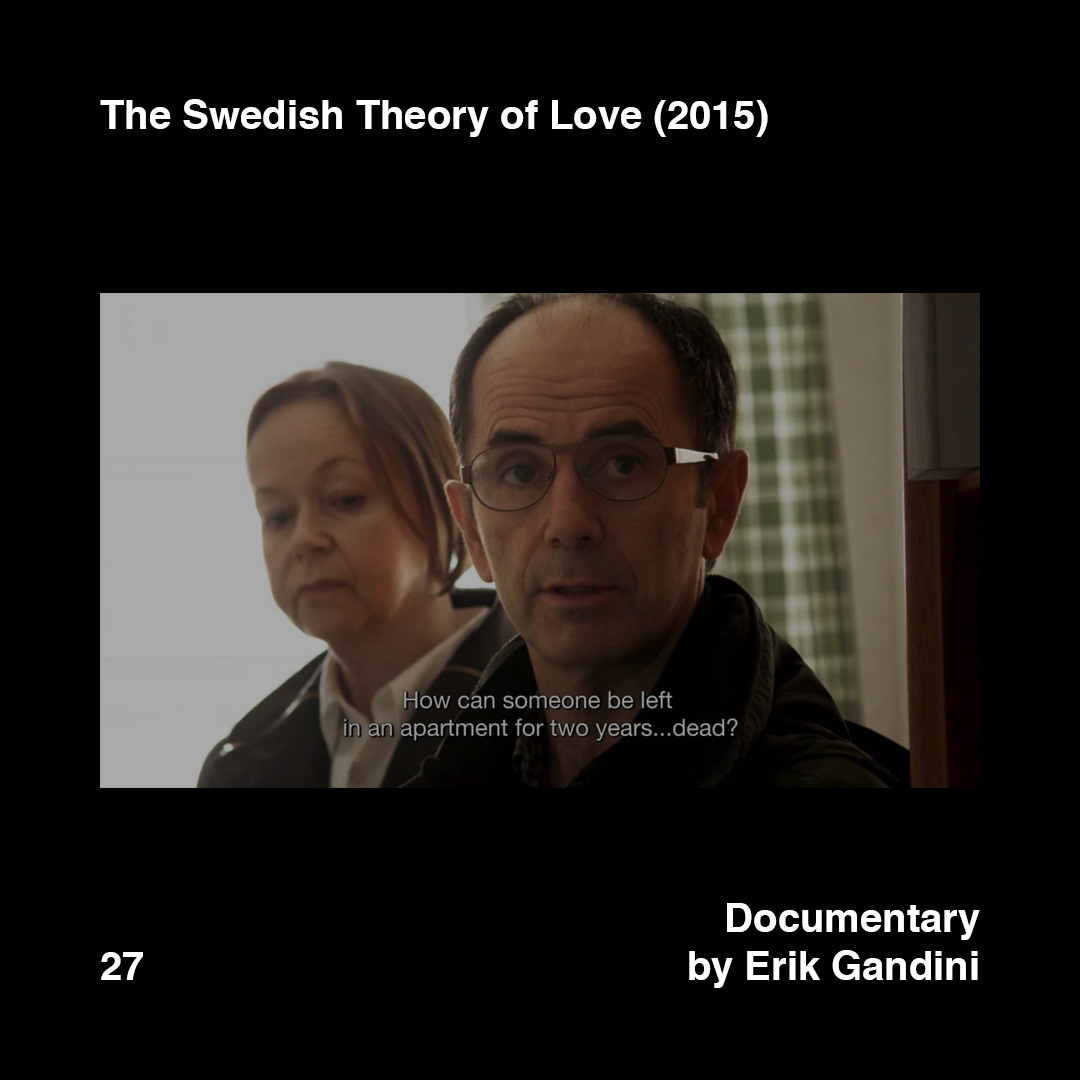 The Swedish Theory of Love (2015)
How can someone be left
in an apartment for two years...dead?
Documentary
27
by Erik Gandini